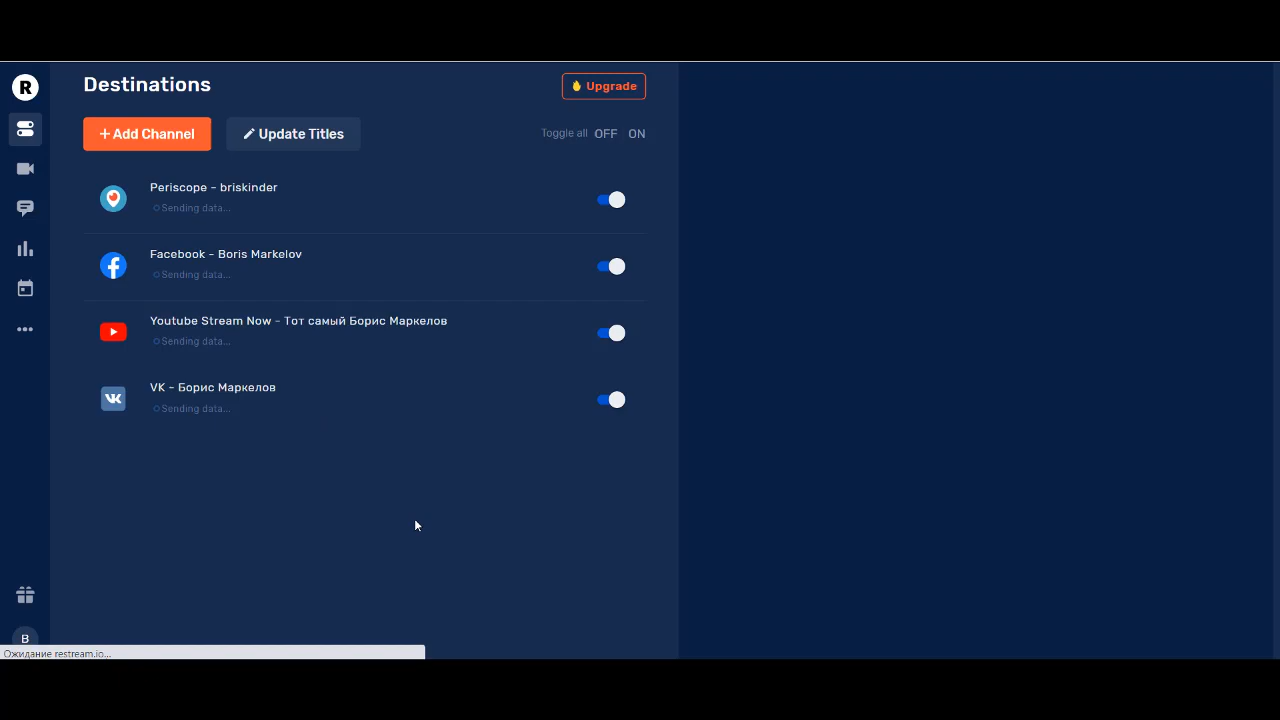 R
Destinations
Upgrade
+ Add Channel
Update Titles
Toggle all OFF ON
Periscope - briskinder
Sending data...
Facebook - Boris Markelov
Sending data...
Youtube Stream Now - Тот самый Борис Маркелов
Sending data...
VK - Борис Маркелов
Sending data...
B
Ожидание restream.io...